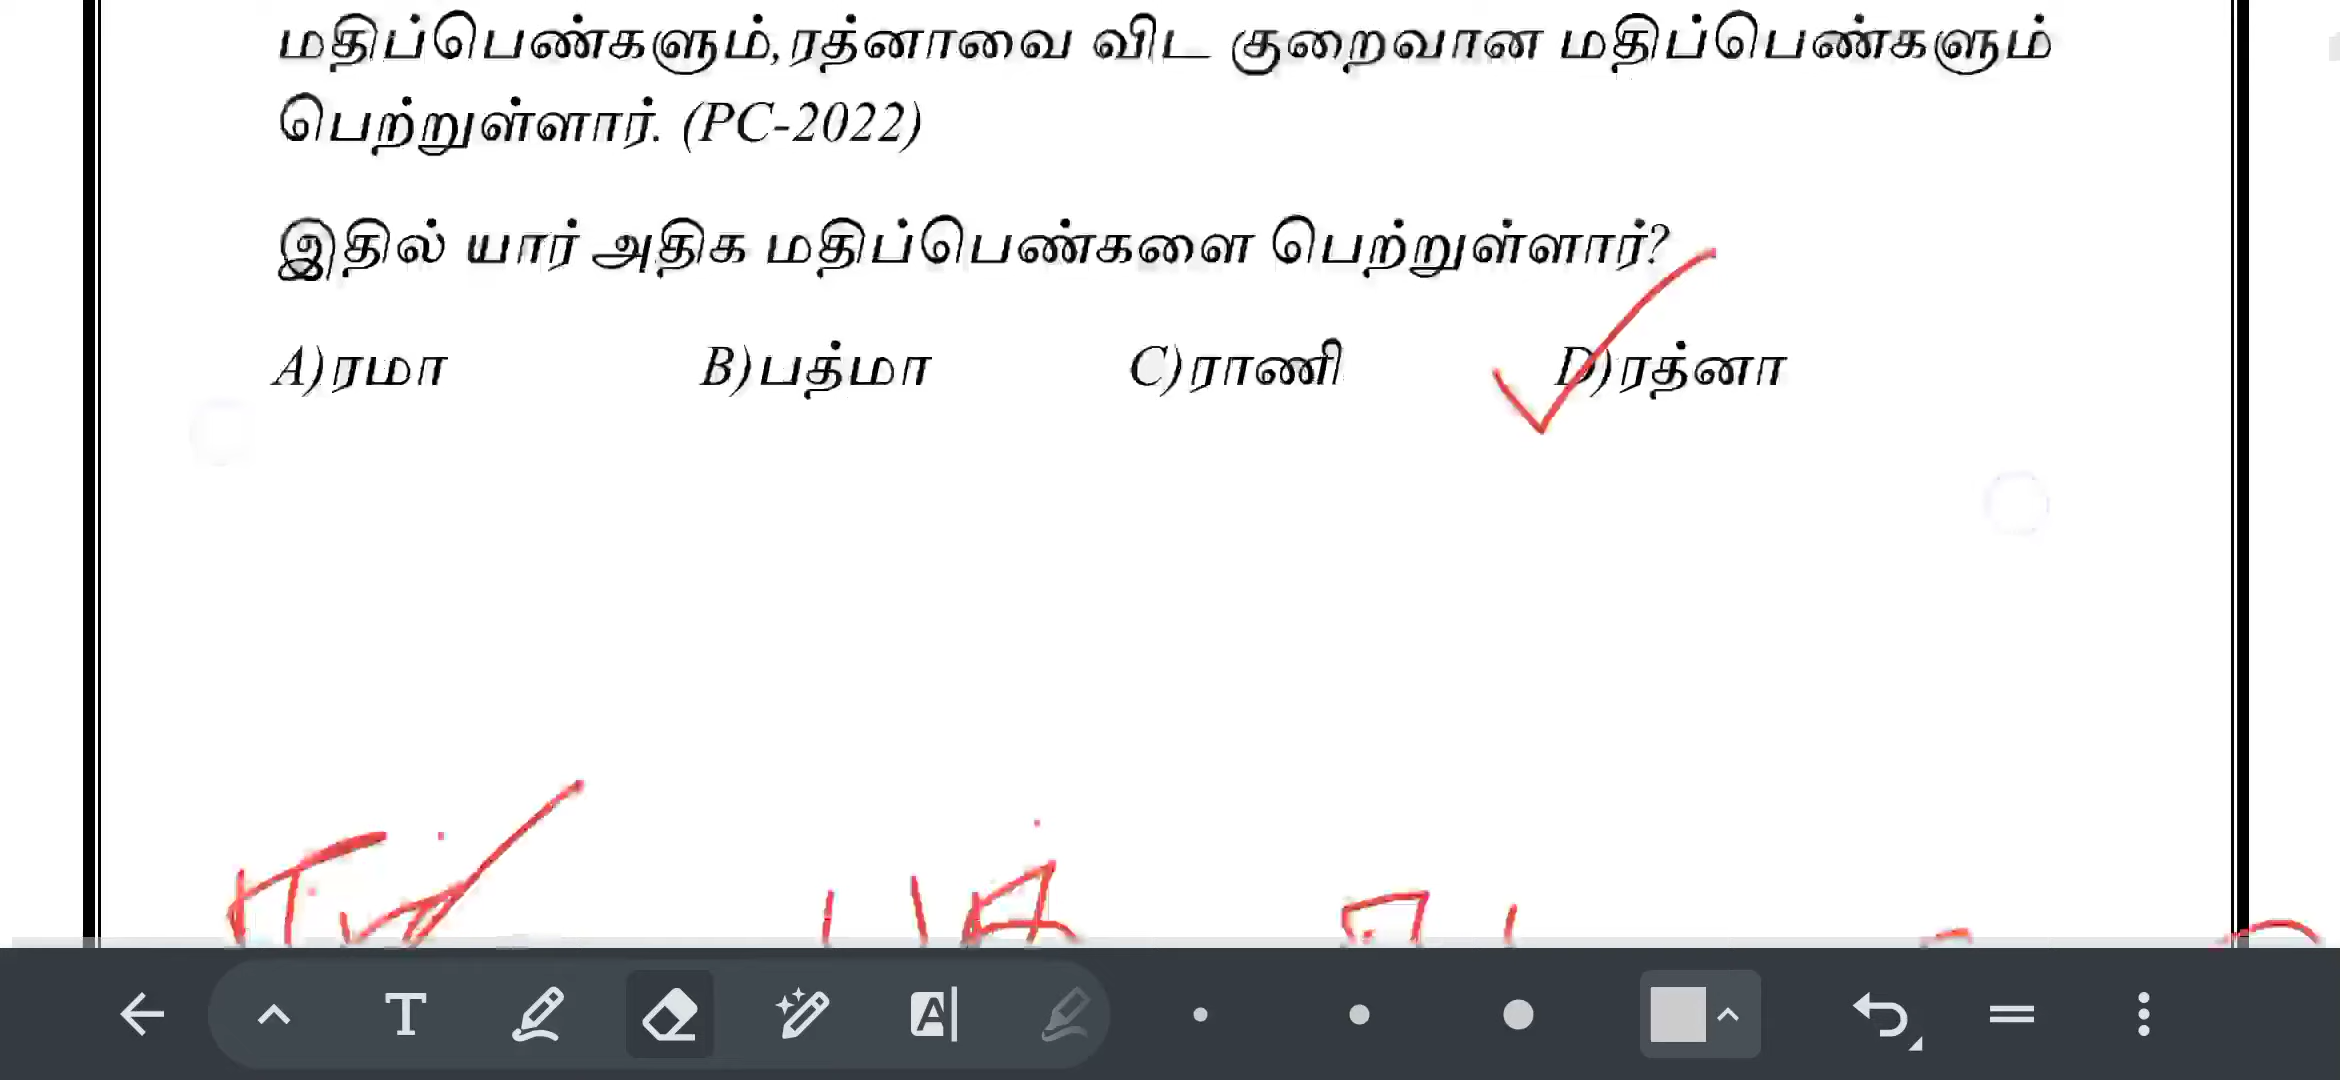 மதிப்பெண்களும்,ரத்னாவை விட குறைவான மதிப்பெண்களும்
பெற்றுள்ளார். (PC-2022)
இதில் யார் அதிக மதிப்பெண்களை பெற்றுள்ளார்?
A)ரமா B)பத்மா C)ராணி D)ரத்னா